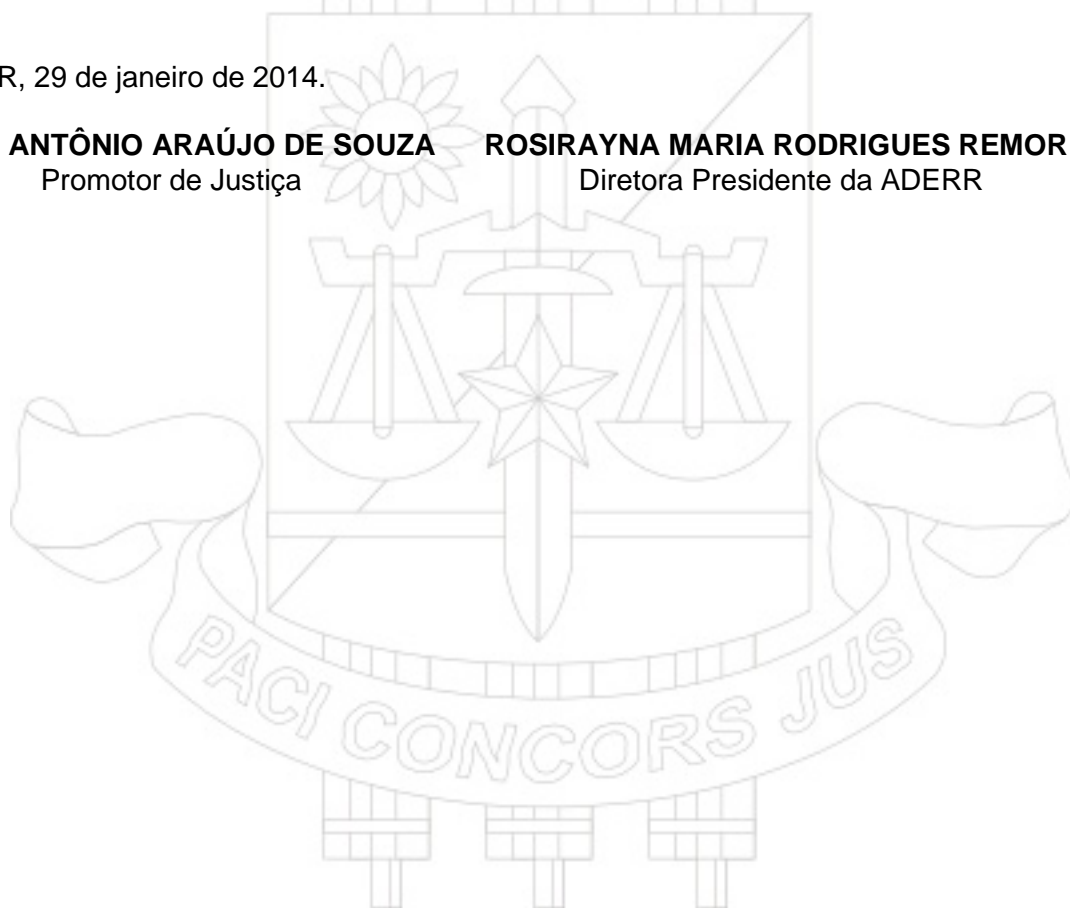 R, 29 de janeiro de 2014.
ANTÔNIO ARAÚJO DE SOUZA ROSIRAYNA MARIA RODRIGUES REMOR
Promotor de Justiça Diretora Presidente da ADERR
PACI CONCORS JUS